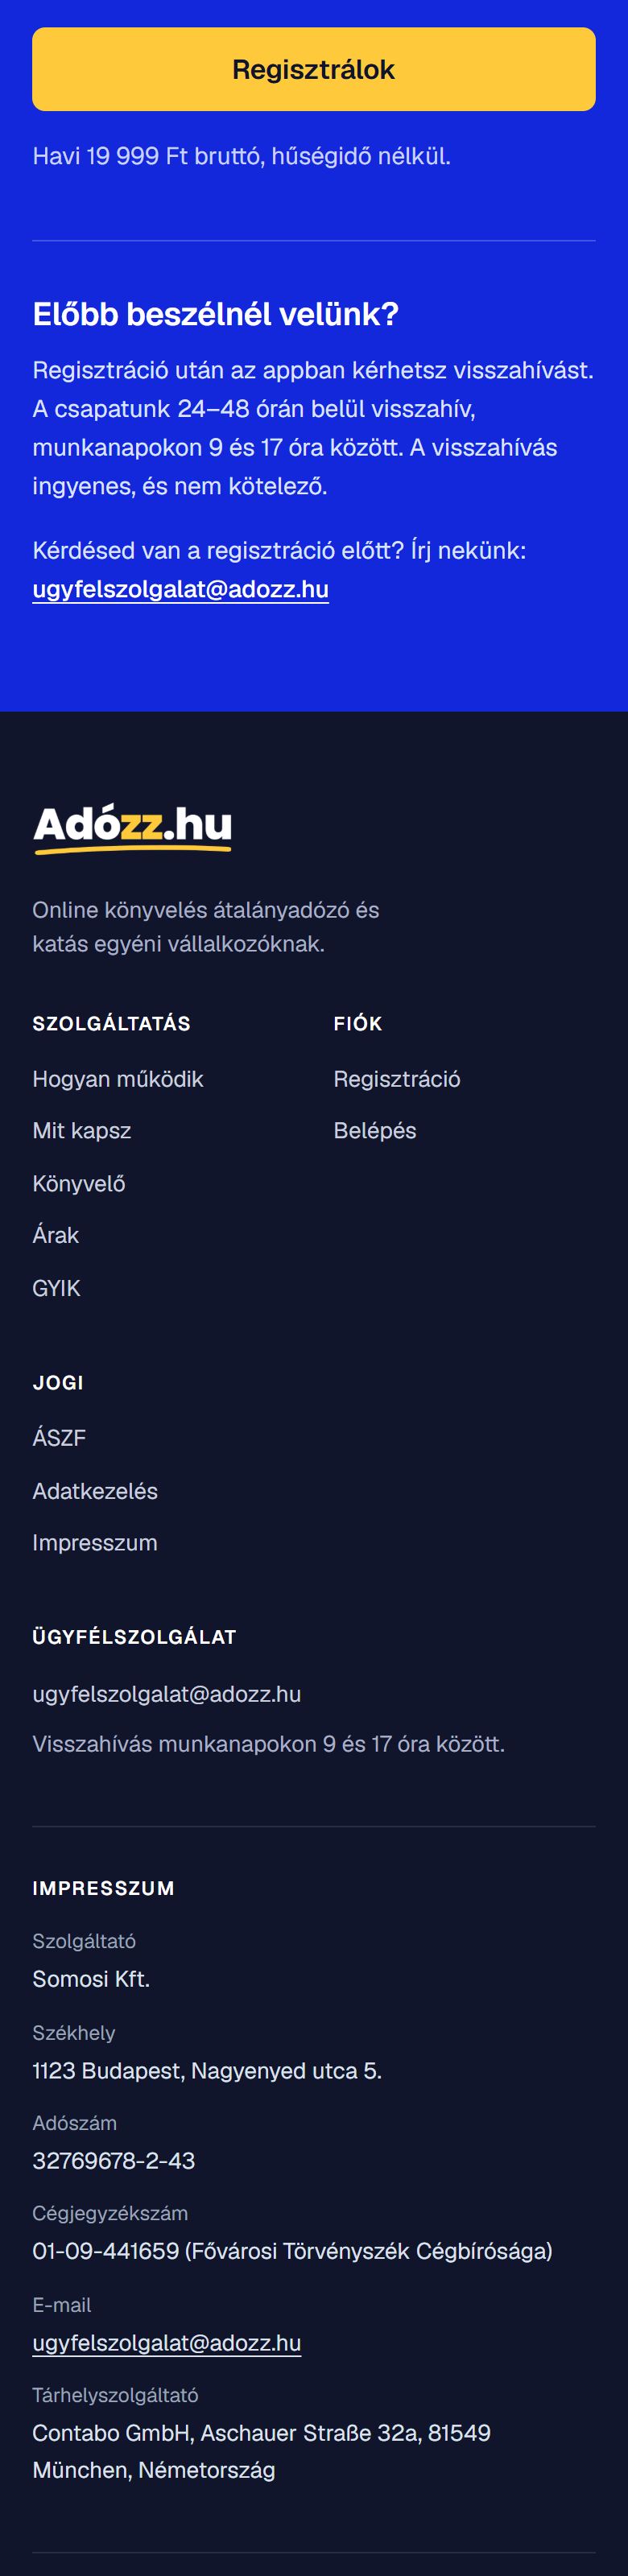 Regisztrálok
Havi 19 999 Ft bruttó, hűségidő nélkül.
Előbb beszélnél velünk?
Regisztráció után az appban kérhetsz visszahívást.
A csapatunk 24–48 órán belül visszahív,
munkanapokon 9 és 17 óra között. A visszahívás
ingyenes, és nem kötelező.
Kérdésed van a regisztráció előtt? Írj nekünk:
ugyfelszolgalat@adozz.hu
Adózz.hu
Online könyvelés átalányadózó és
katás egyéni vállalkozóknak.
SZOLGÁLTATÁS
Hogyan működik
Mit kapsz
Könyvelő
Árak
GYIK
FIÓK
Regisztráció
Belépés
JOGI
ÁSZF
Adatkezelés
Impresszum
ÜGYFÉLSZOLGÁLAT
ugyfelszolgalat@adozz.hu
Visszahívás munkanapokon 9 és 17 óra között.
IMPRESSZUM
Szolgáltató
Somosi Kft.
Székhely
1123 Budapest, Nagyenyed utca 5.
Adószám
32769678-2-43
Cégjegyzékszám
01-09-441659 (Fővárosi Törvényszék Cégbírósága)
E-mail
ugyfelszolgalat@adozz.hu
Tárhelyszolgáltató
Contabo GmbH, Aschauer Straße 32a, 81549
München, Németország